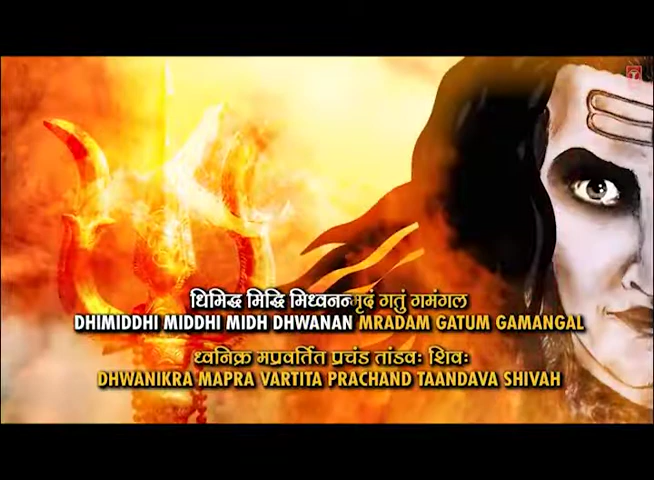 धिमिद्ध मिद्धि मिध्वनन्मृदं गतुं गमंगल
DHIMIDDHI MIDDHI MIDH DHWANAN MRADAM GATUM GAMANGAL
ध्वनिक्र मप्रवर्तित प्रचंड तांडवः शिवः
DHWANIKRA MAPRA VARTITA PRACHAND TAANDAVA SHIVAH